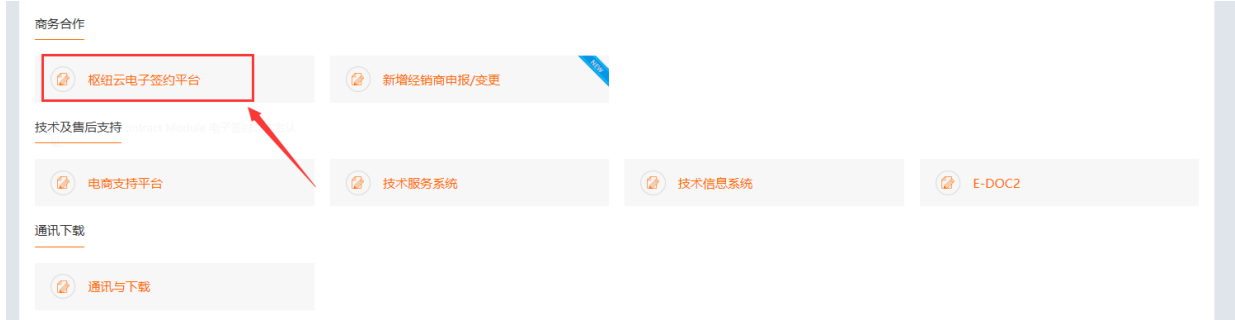 商务合作
枢纽云电子签约平台
新增经销商申报/变更
NEW
技术及售后支持
电商支持平台
技术服务系统
技术信息系统
E-DOC2
通讯下载
通讯与下载